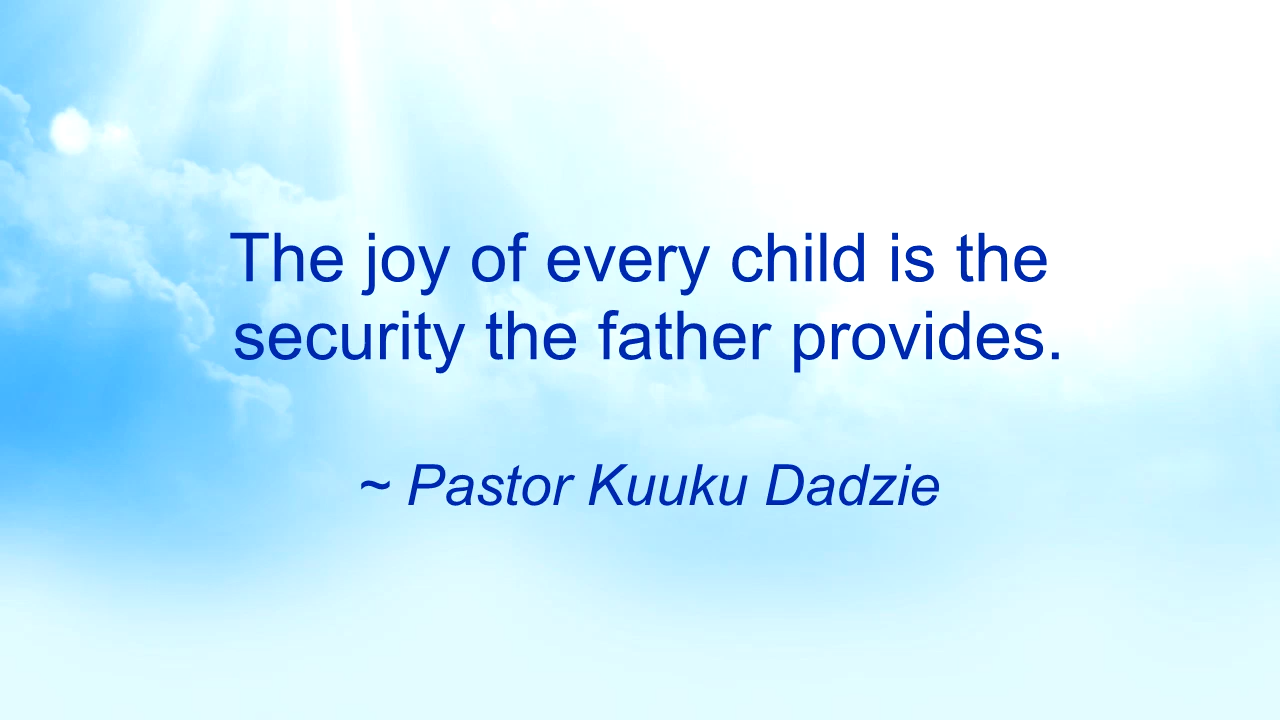 The joy of every child is the
security the father provides.
~ Pastor Kuuku Dadzie